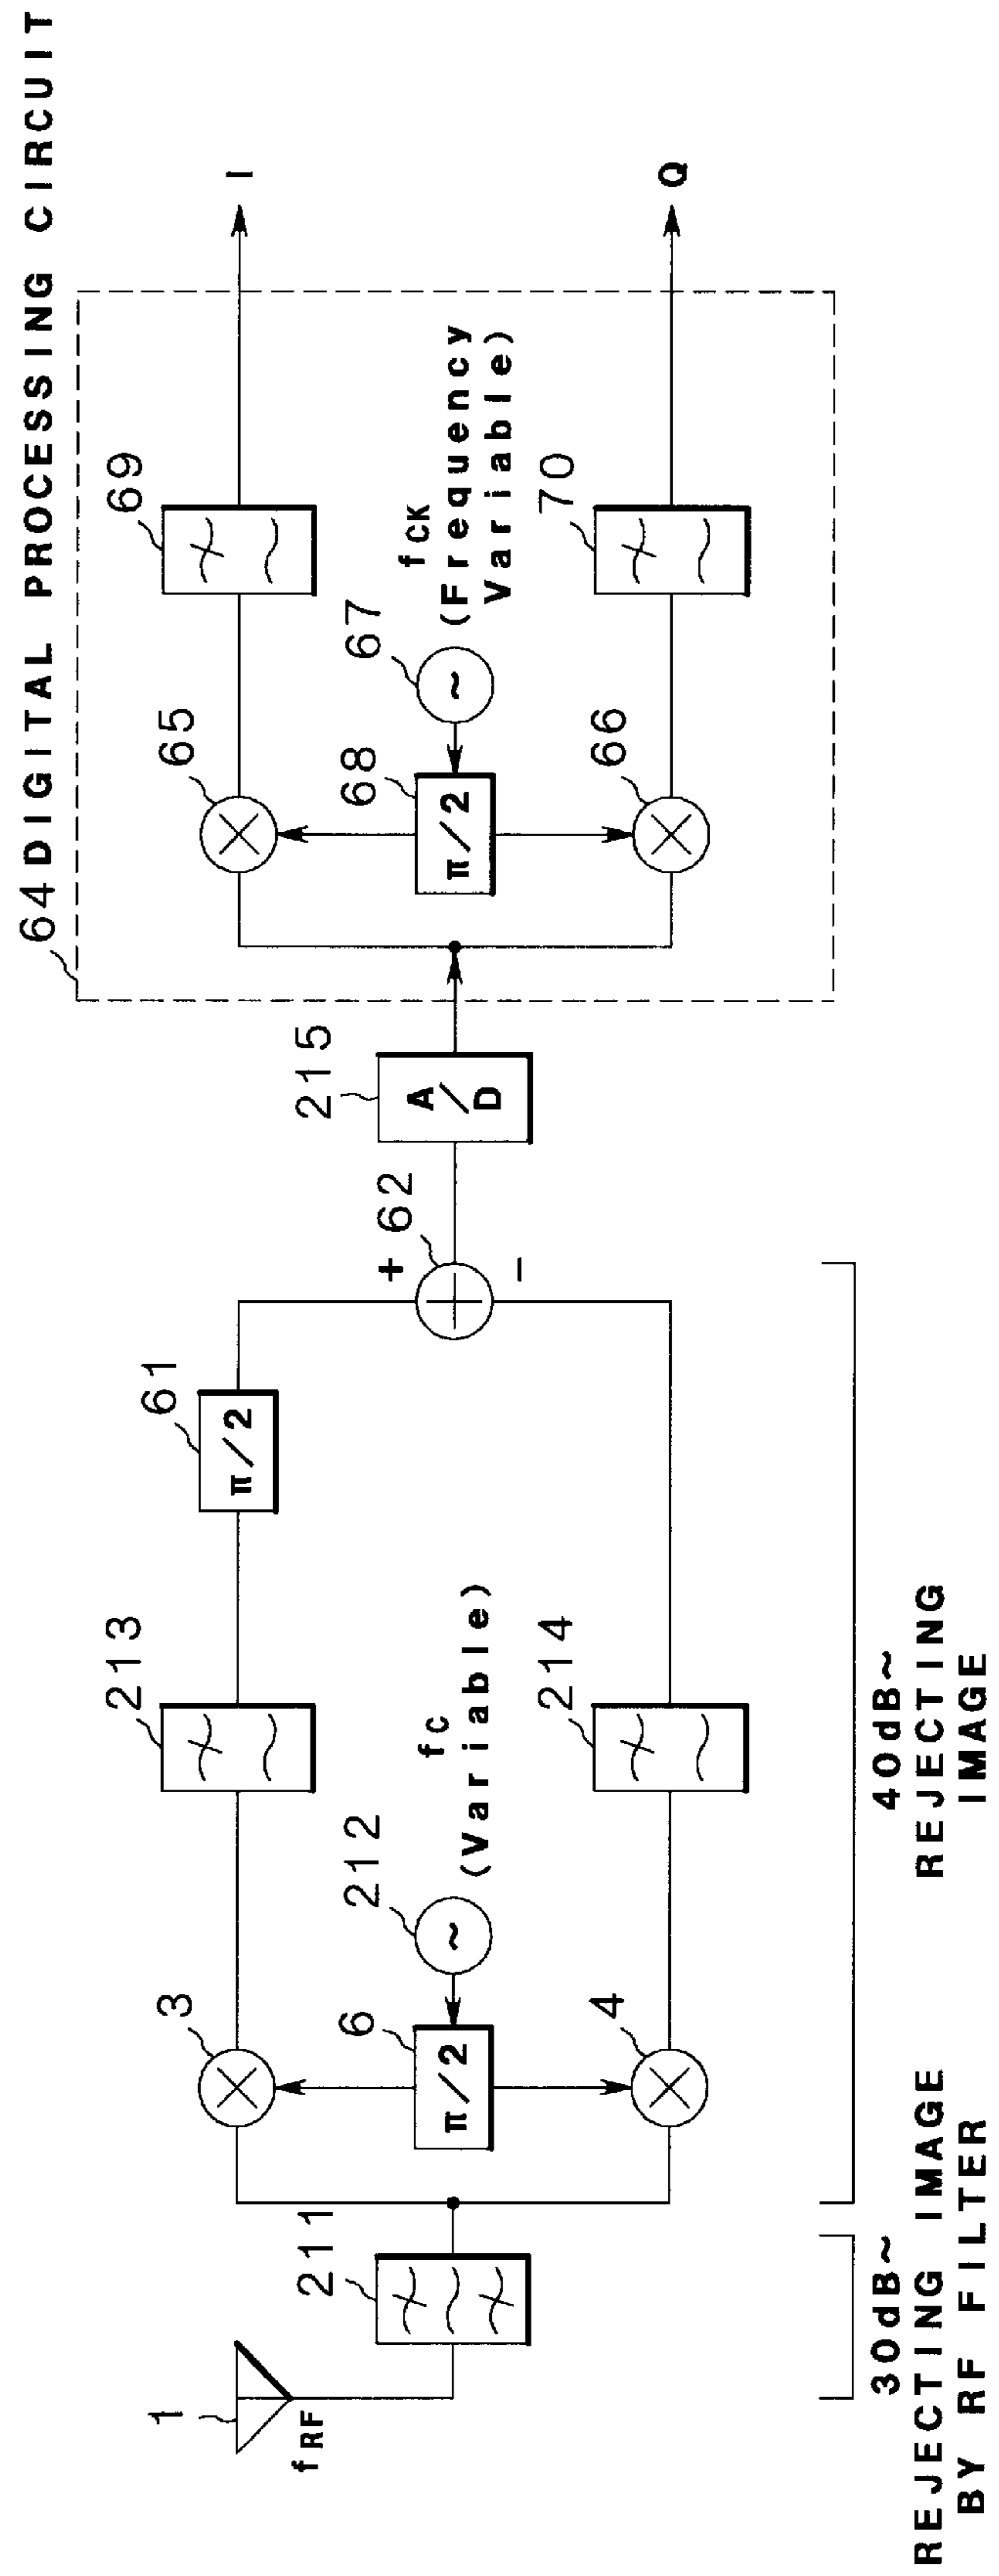 64 DIGITAL PROCESSING CIRCUIT
1
fRF
211
3
6
π/2
4
212
fC
(Variable)
213
214
61
π/2
+
62
−
215
A/D
65
68
π/2
66
67
fCK
(Frequency
Variable)
69
70
I
Q
30dB~
REJECTING IMAGE
BY RF FILTER
40dB~
REJECTING
IMAGE